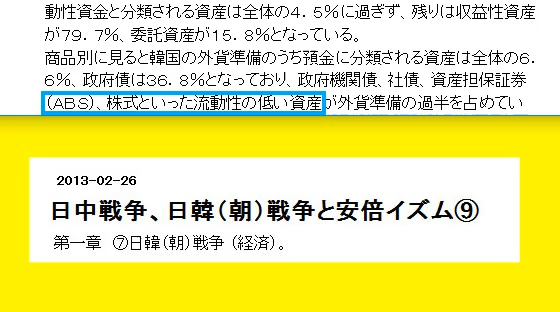 動性資金と分類される資産は全体の4．5％に過ぎず、残りは収益性資産
が79．7％、委託資産が15．8％となっている。
商品別に見ると韓国の外貨準備のうち預金に分類される資産は全体の6．
6％、政府債は36．8％となっており、政府機関債、社債、資産担保証券
（ABS）、株式といった流動性の低い資産が外貨準備の過半を占めてい
2013-02-26
日中戦争、日韓（朝）戦争と安倍イズム⑨
第一章　⑦日韓（朝）戦争（経済）。